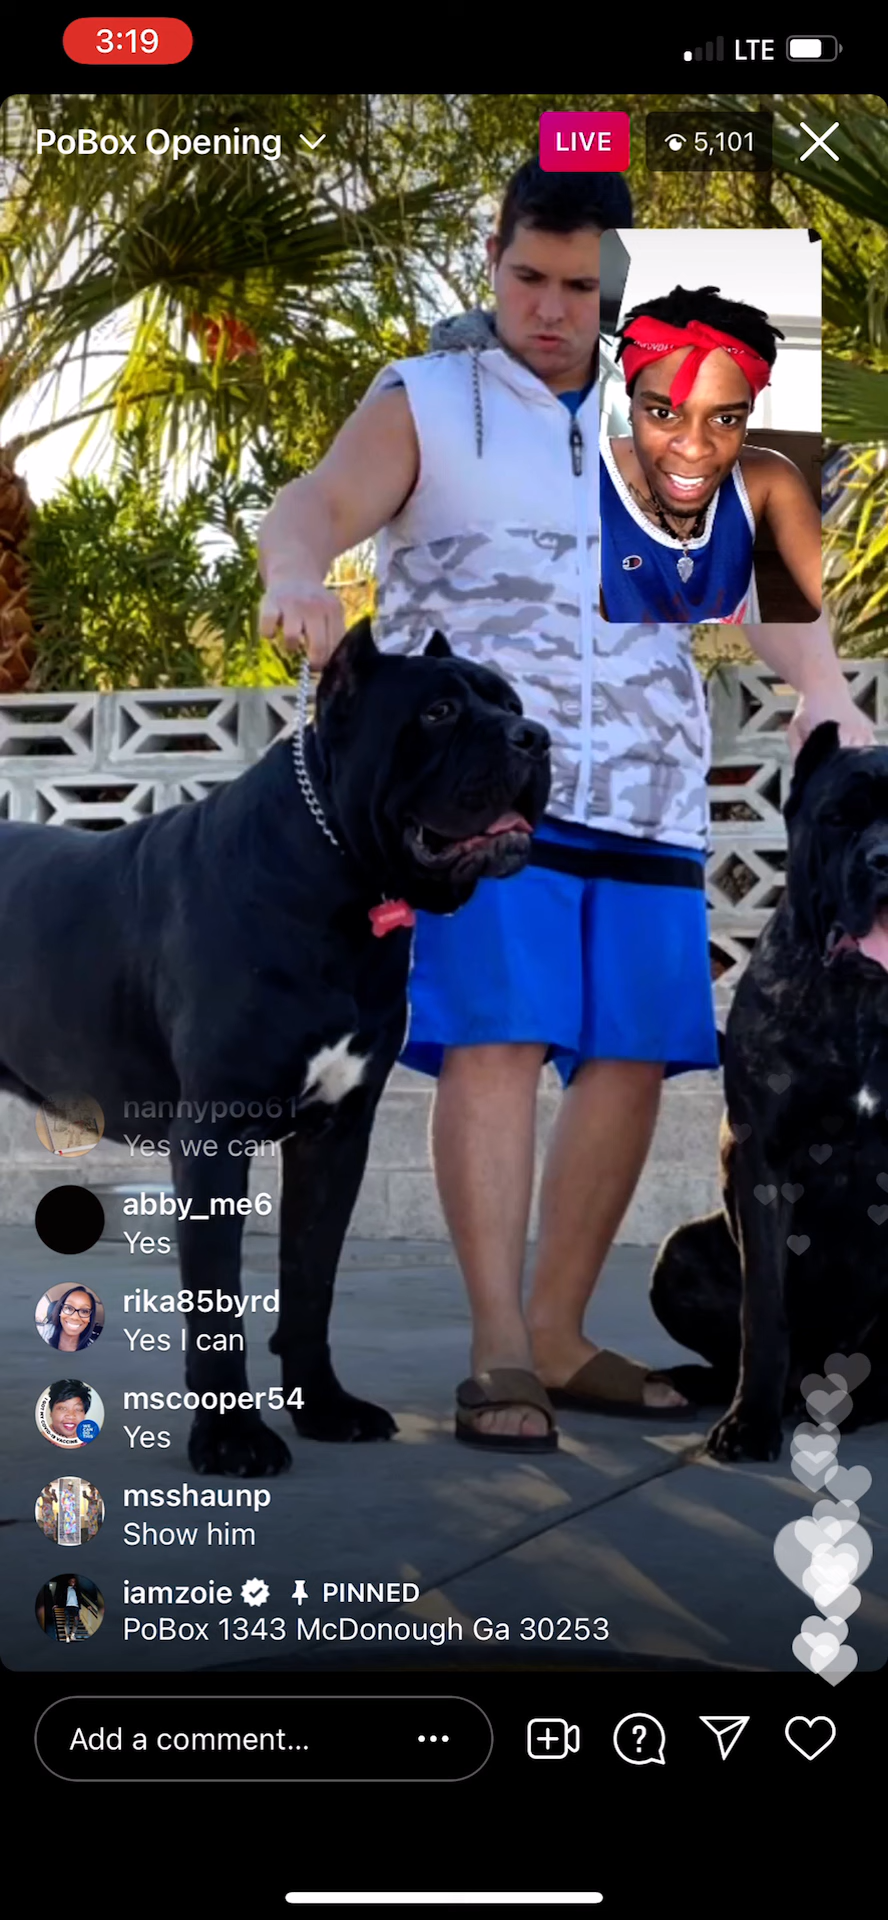 3:19
LTE
PoBox Opening
LIVE
5,101
nannypoo61
Yes we can
abby_me6
Yes
rika85byrd
Yes I can
mscooper54
Yes
msshaunp
Show him
iamzoie PINNED
PoBox 1343 McDonough Ga 30253
Add a comment...